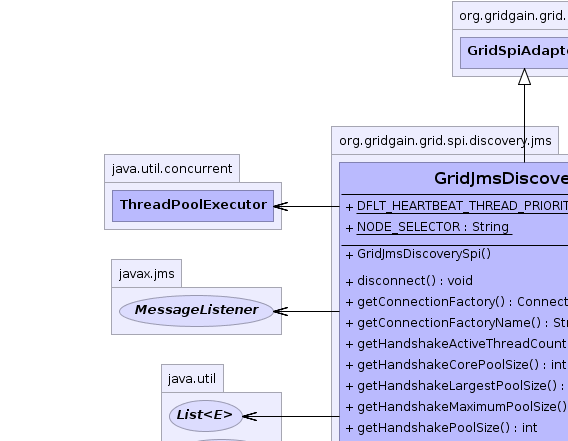 org.gridgain.grid.
GridSpiAdapt
org.gridgain.grid.spi.discovery.jms
java.util.concurrent
ThreadPoolExecutor
GridJmsDiscove
+ DFLT_HEARTBEAT_THREAD_PRIORIT
+ NODE_SELECTOR : String
+ GridJmsDiscoverySpi()
javax.jms
MessageListener
+ disconnect() : void
+ getConnectionFactory() : Connect
+ getConnectionFactoryName() : Str
+ getHandshakeActiveThreadCount
+ getHandshakeCorePoolSize() : int
+ getHandshakeLargestPoolSize() :
+ getHandshakeMaximumPoolSize()
+ getHandshakePoolSize() : int
java.util
List<E>